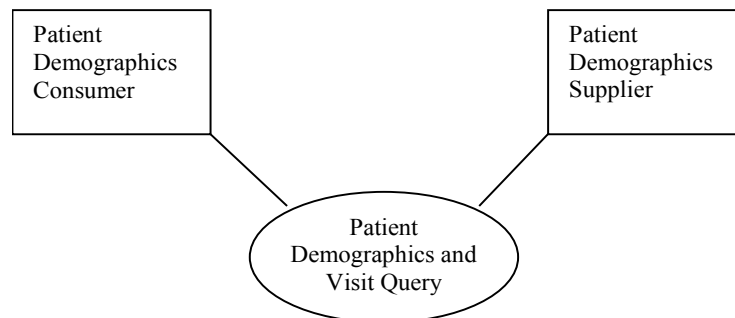 Patient
Demographics
Consumer
Patient
Demographics
Supplier
Patient
Demographics and
Visit Query